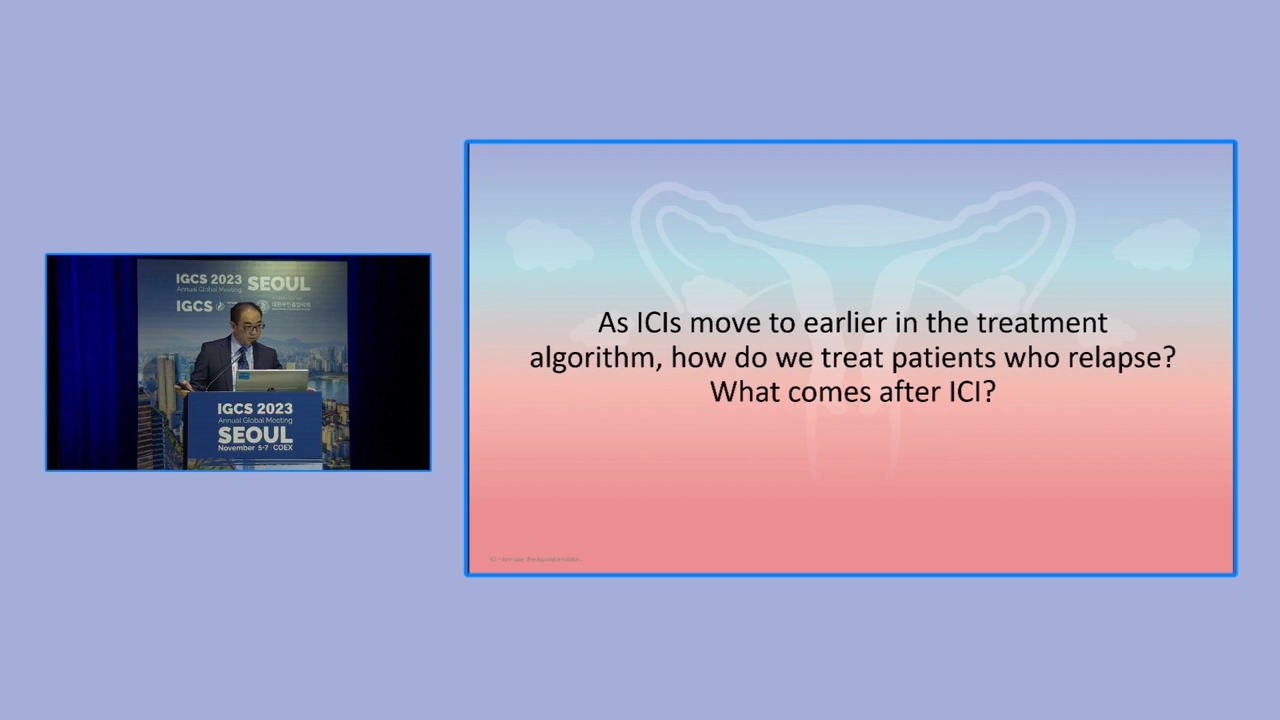 IGCS 2023 SEOUL
Annual Global Meeting
IGCS
IGCS 2023
Annual Global Meeting
SEOUL
November 5-7 | COEX
As ICIs move to earlier in the treatment
algorithm, how do we treat patients who relapse?
What comes after ICI?